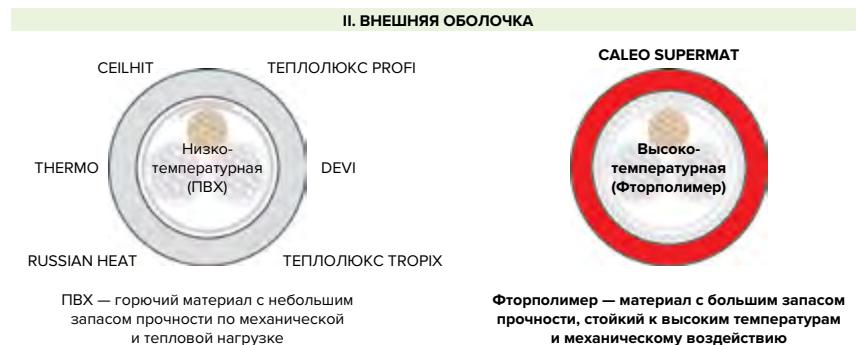 II. ВНЕШНЯЯ ОБОЛОЧКА
CEILHIT
ТЕПЛОЛЮКС PROFI
THERMO
Низко-
температурная
(ПВХ)
DEVI
RUSSIAN HEAT
ТЕПЛОЛЮКС TROPIX
ПВХ — горючий материал с небольшим
запасом прочности по механической
и тепловой нагрузке
CALEO SUPERMAT
Высоко-
температурная
(Фторполимер)
Фторполимер — материал с большим запасом
прочности, стойкий к высоким температурам
и механическому воздействию